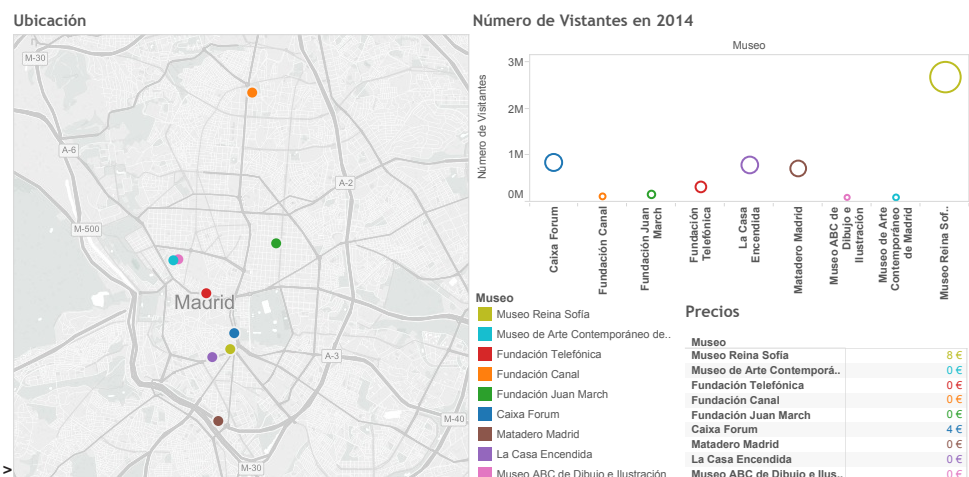 Ubicación
M-30
A-6
A-2
M-500
Madrid
A-3
M-40
M-30
>
Número de Vistantes en 2014
Museo
Número de Visitantes
3M
2M
1M
0M
Caixa Forum
Fundación Canal
Fundación Juan
March
Fundación
Telefónica
La Casa
Encendida
Matadero Madrid
Museo ABC de
Dibujo e
Ilustración
Museo de Arte
Contemporáneo
de Madrid
Museo Reina Sof..
Museo
Museo Reina Sofía
Museo de Arte Contemporáneo de..
Fundación Telefónica
Fundación Canal
Fundación Juan March
Caixa Forum
Matadero Madrid
La Casa Encendida
Museo ABC de Dibujo e Ilustración
Precios
Museo
Museo Reina Sofía 8 €
Museo de Arte Contemporá.. 0 €
Fundación Telefónica 0 €
Fundación Canal 0 €
Fundación Juan March 0 €
Caixa Forum 4 €
Matadero Madrid 0 €
La Casa Encendida 0 €
Museo ABC de Dibujo e Ilus.. 0 €